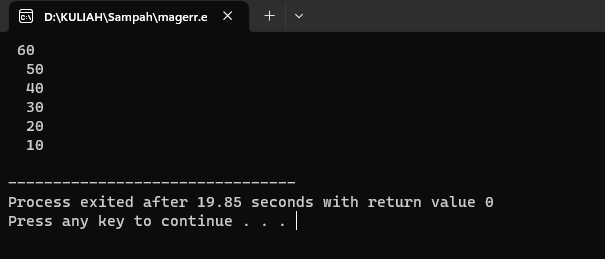 D:\KULIAH\Sampah\magerr.e
60
50
40
30
20
10
--------------------------------
Process exited after 19.85 seconds with return value 0
Press any key to continue . . .